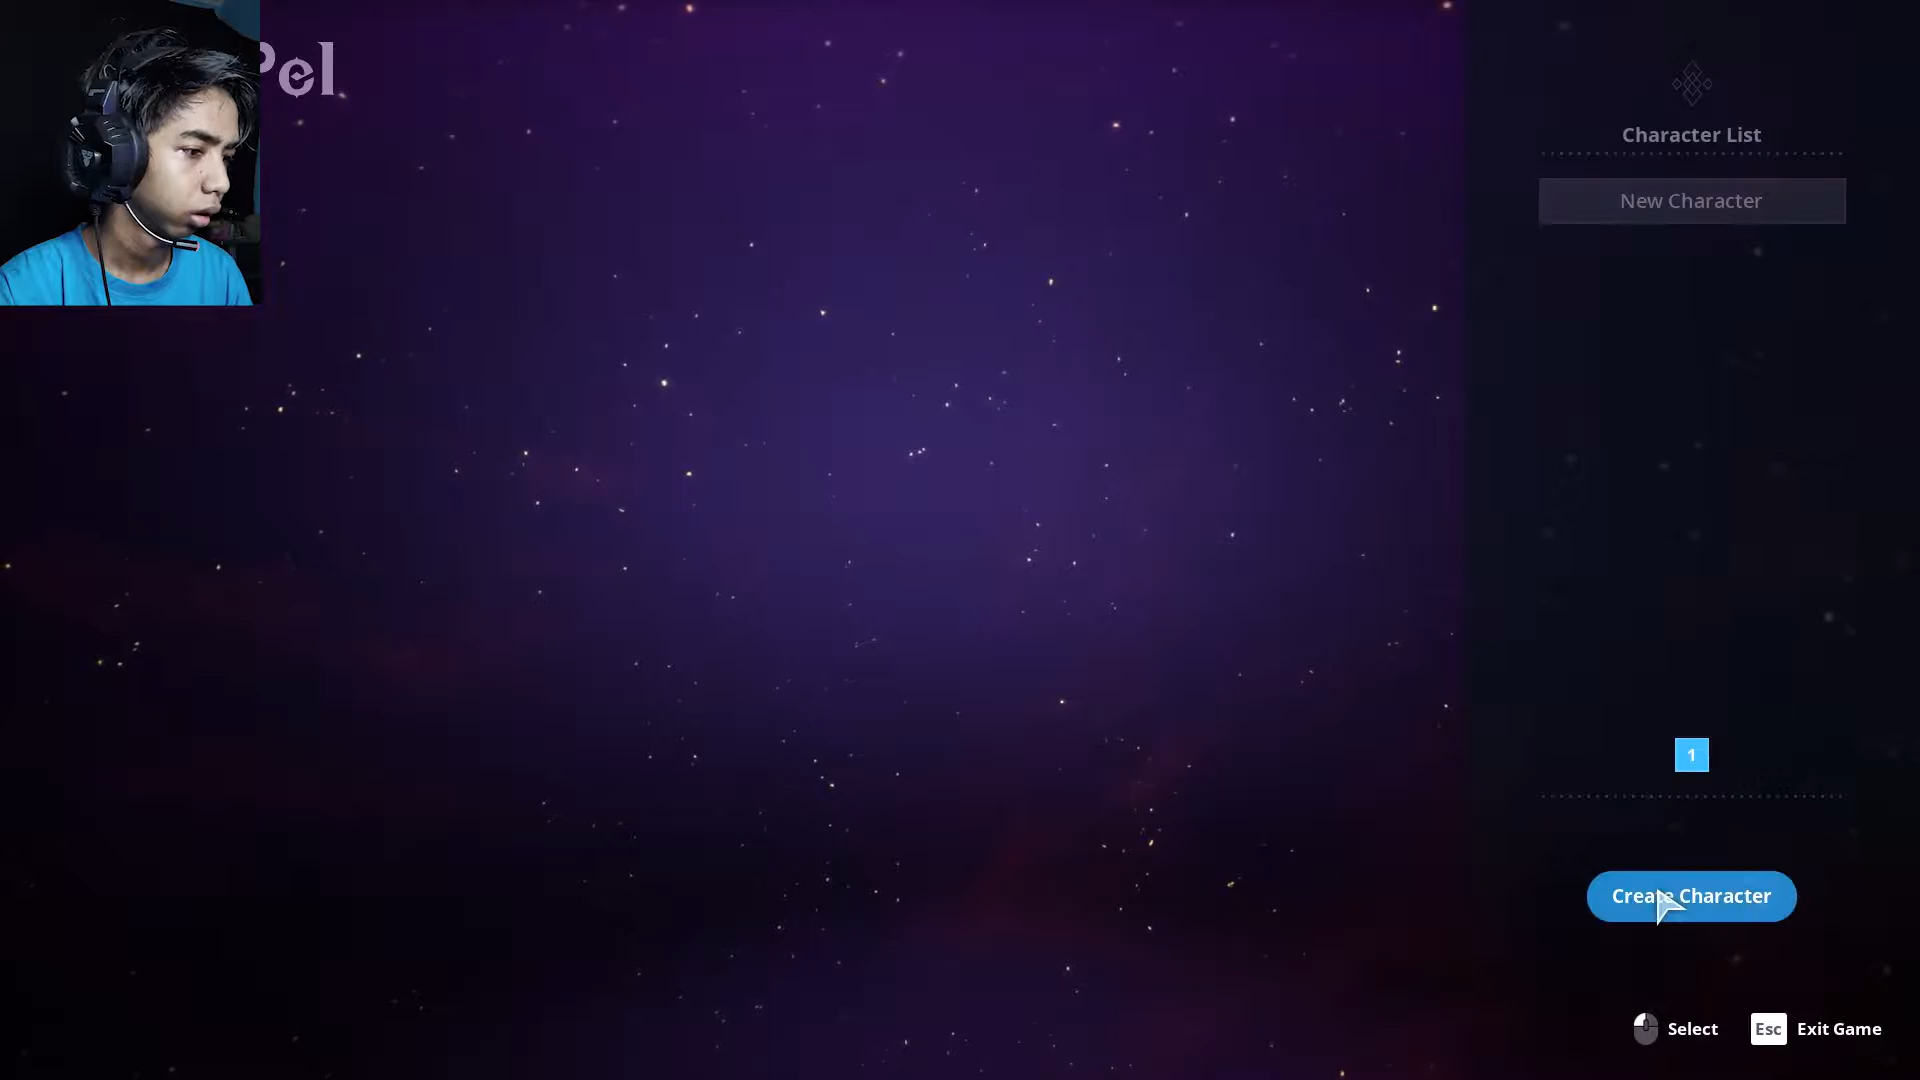 Pel
Character List
New Character
1
Create Character
Select
Esc Exit Game